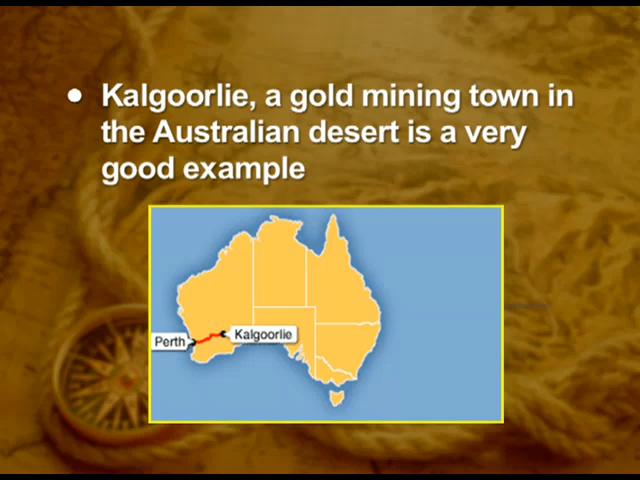 • Kalgoorlie, a gold mining town in
the Australian desert is a very
good example
Perth
Kalgoorlie